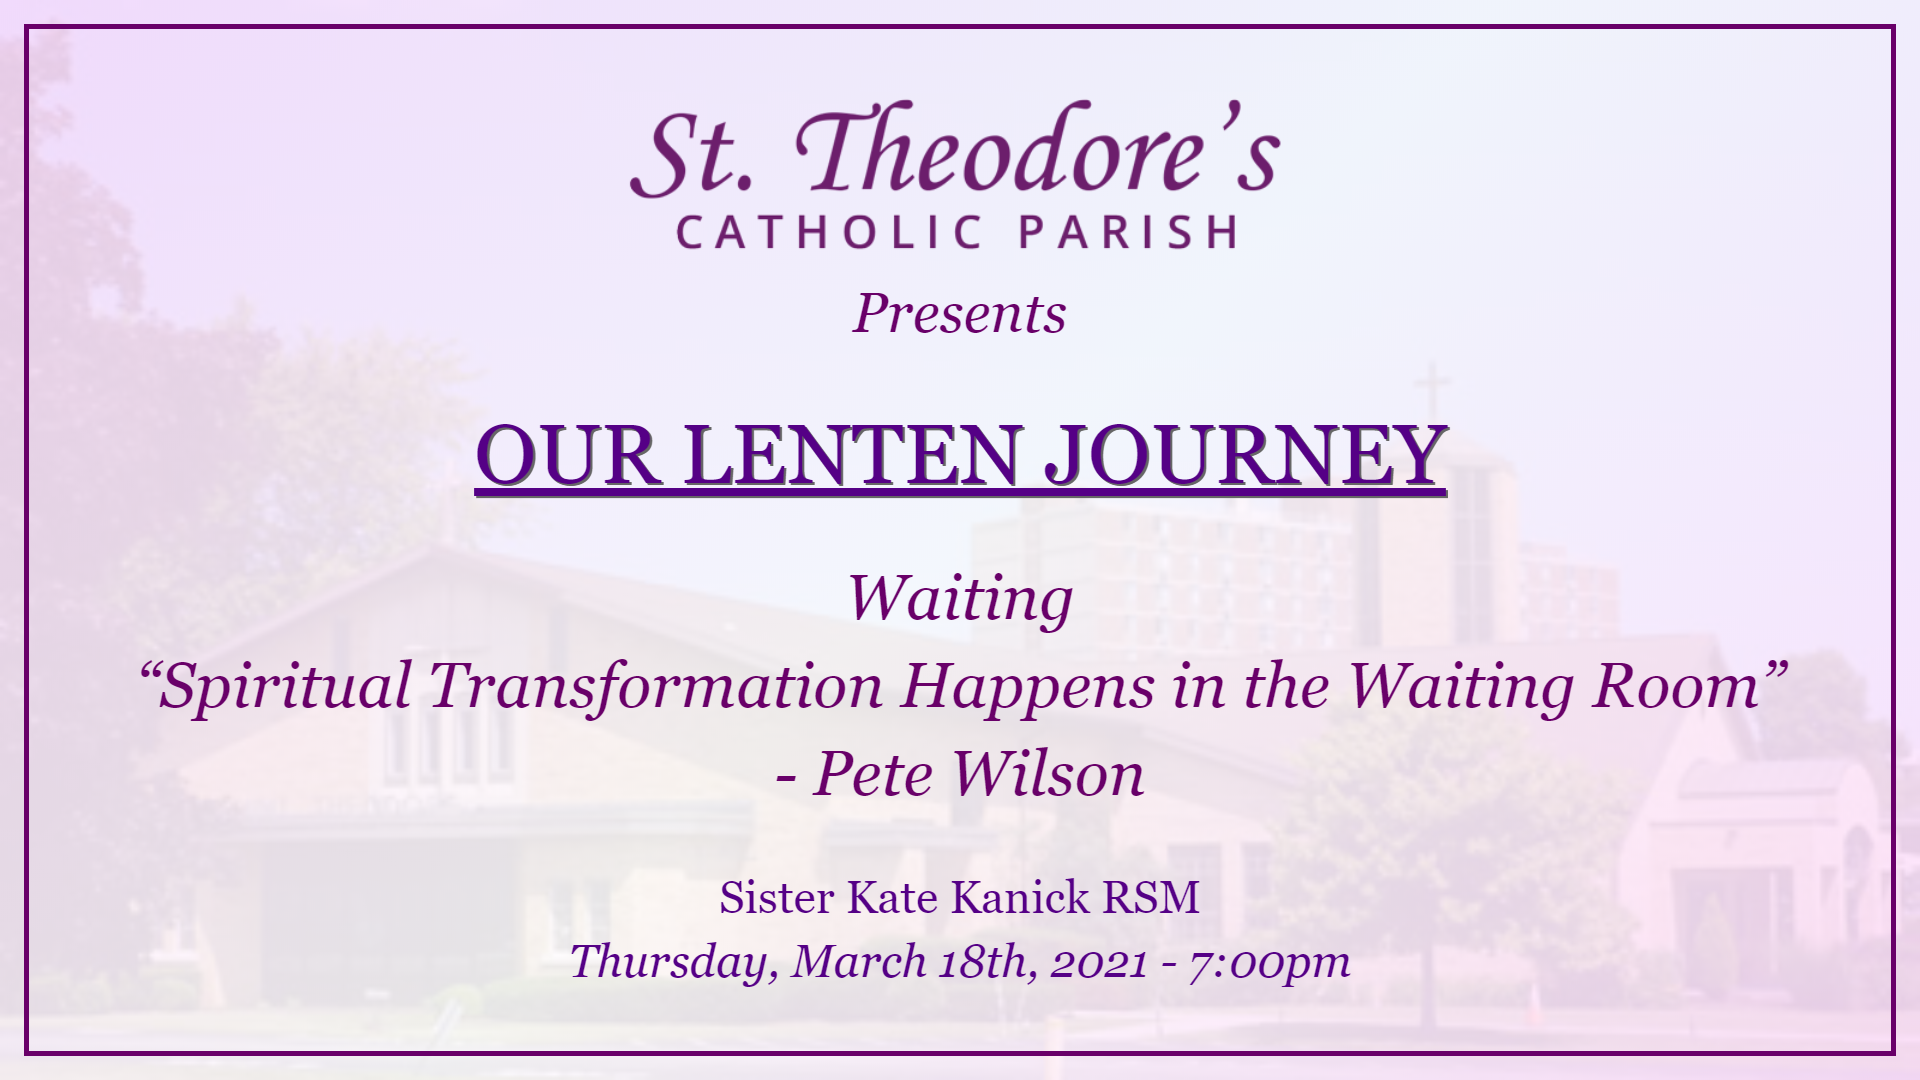 St. Theodore’s
CATHOLIC PARISH
Presents
OUR LENTEN JOURNEY
Waiting
“Spiritual Transformation Happens in the Waiting Room”
- Pete Wilson
Sister Kate Kanick RSM
Thursday, March 18th, 2021 - 7:00pm